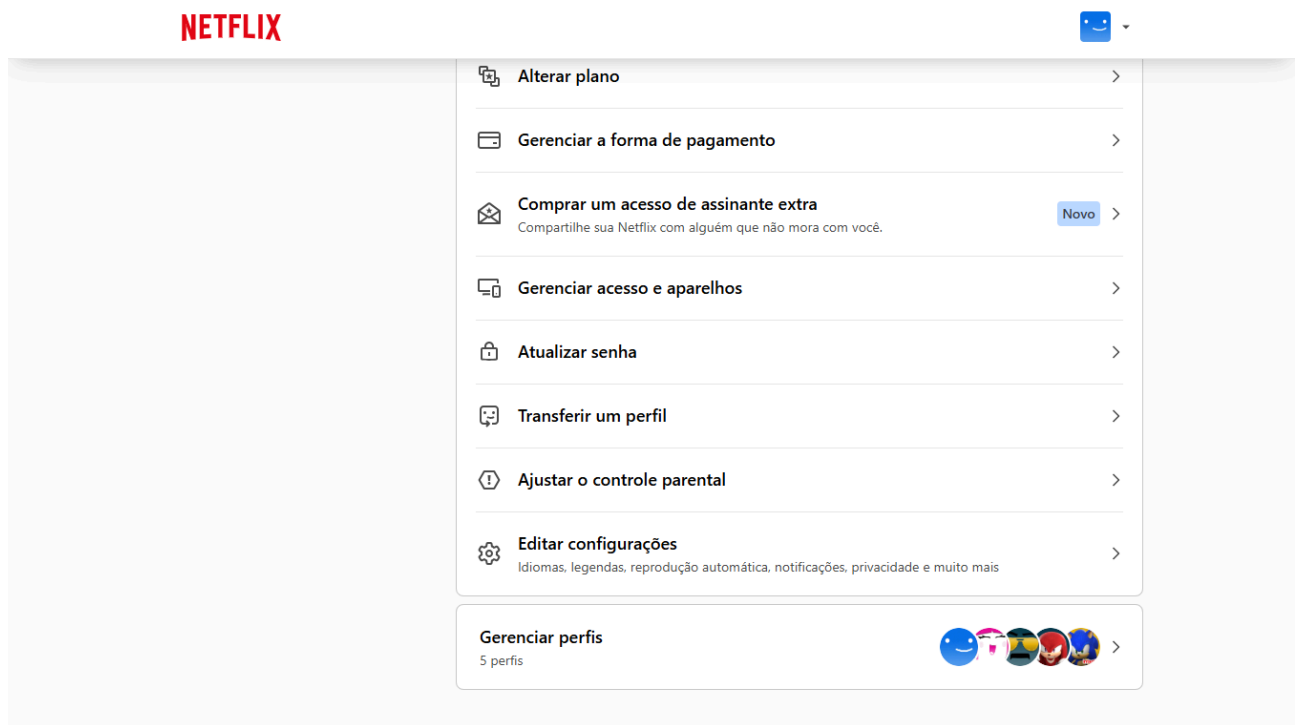 NETFLIX
Alterar plano
Gerenciar a forma de pagamento
Comprar um acesso de assinante extra
Compartilhe sua Netflix com alguém que não mora com você.
Novo
Gerenciar acesso e aparelhos
Atualizar senha
Transferir um perfil
Ajustar o controle parental
Editar configurações
Idiomas, legendas, reprodução automática, notificações, privacidade e muito mais
Gerenciar perfis
5 perfis